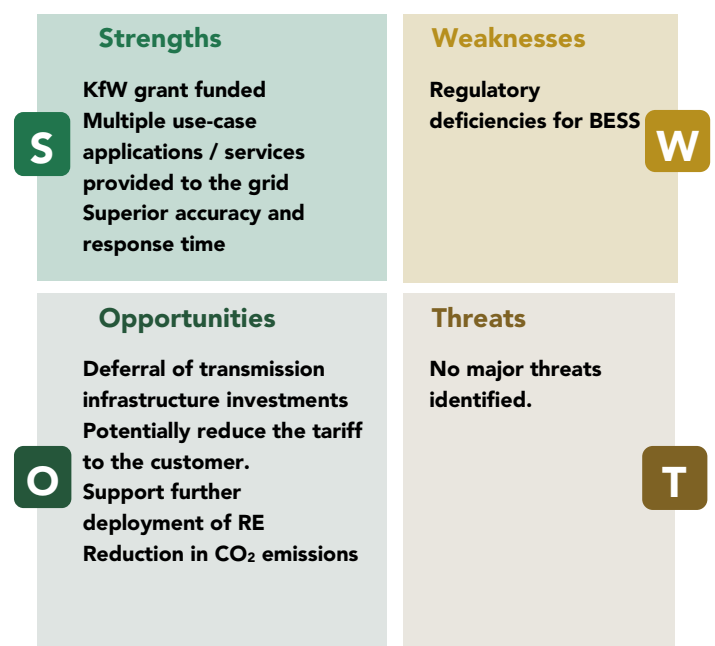 Strengths
KfW grant funded
Multiple use-case
applications / services
provided to the grid
Superior accuracy and
response time
S
Weaknesses
Regulatory
deficiencies for BESS
W
Opportunities
Deferral of transmission
infrastructure investments
Potentially reduce the tariff
to the customer.
Support further
deployment of RE
Reduction in CO₂ emissions
O
Threats
No major threats
identified.
T